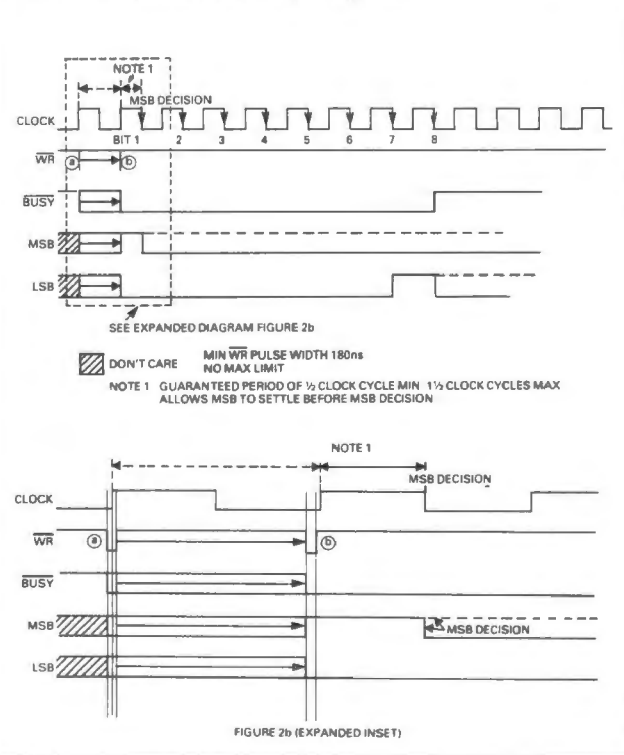 NOTE 1
MSB DECISION
CLOCK
BIT 1 2 3 4 5 6 7 8
WR a b
BUSY
MSB
LSB
SEE EXPANDED DIAGRAM FIGURE 2b
DON'T CARE
MIN WR PULSE WIDTH 180ns
NO MAX LIMIT
NOTE 1 GUARANTEED PERIOD OF ½ CLOCK CYCLE MIN 1½ CLOCK CYCLES MAX
ALLOWS MSB TO SETTLE BEFORE MSB DECISION
NOTE 1
MSB DECISION
CLOCK
WR a b
BUSY
MSB
MSB DECISION
LSB
FIGURE 2b (EXPANDED INSET)